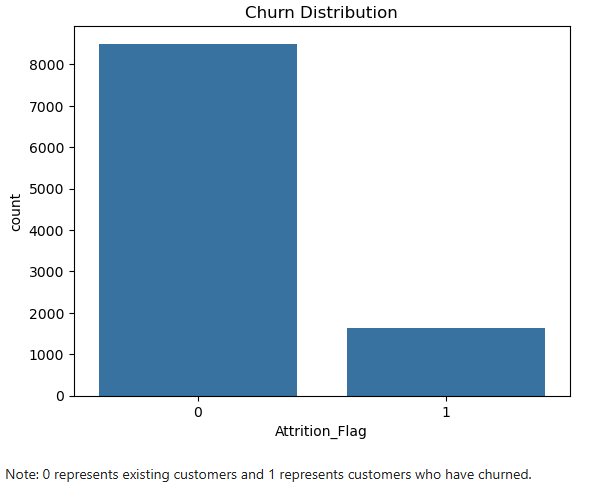 Churn Distribution
8000
7000
6000
5000
4000
3000
2000
1000
0
count
0 1
Attrition_Flag
Note: 0 represents existing customers and 1 represents customers who have churned.